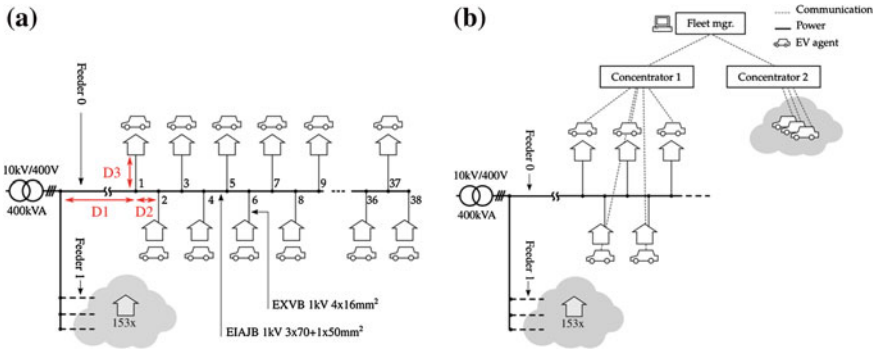 (a)
Feeder 0
10kV/400V
400kVA
D3
D1
D2
1
3
5
7
9
37
2
4
6
8
36
38
Feeder 1
153x
EXVB 1kV 4x16mm²
EIAJB 1kV 3x70+1x50mm²
(b)
Fleet mgr.
Communication
Power
EV agent
Concentrator 1
Concentrator 2
Feeder 0
10kV/400V
400kVA
Feeder 1
153x